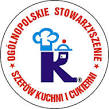 OGÓLNOPOLSKIE STOWARZYSZENIE
SZEFÓW KUCHNI I CUKIERNI
K
®